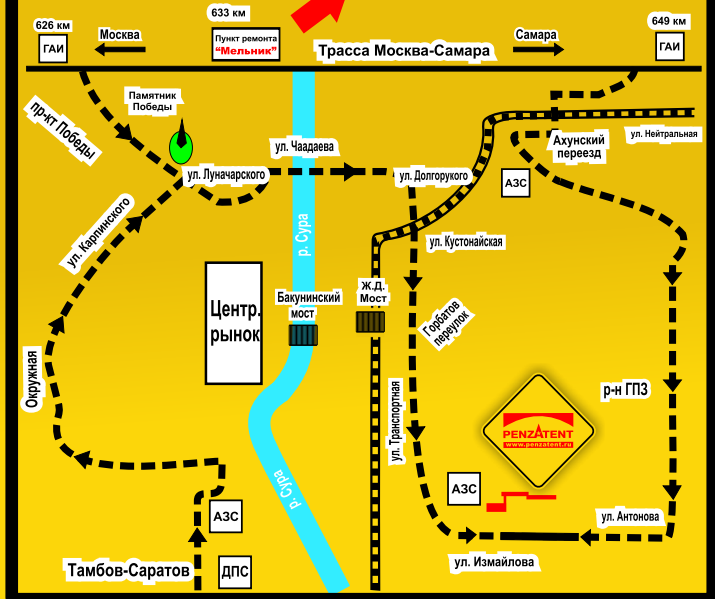 633 км
626 км
649 км
Москва
ГАИ
Пункт ремонта
“Мельник”
Трасса Москва-Самара
Самара
ГАИ
Памятник
Победы
пр-кт Победы
ул. Чаадаева
ул. Нейтральная
Ахунский
переезд
ул. Луначарского
ул. Долгорукого
АЗС
ул. Карпинского
р. Сура
ул. Кустонайская
Ж.Д.
Мост
Бакунинский
мост
Центр.
рынок
Горбатов
переулок
Окружная
р-н ГПЗ
ул. Транспортная
PENZATENT
www.penzatent.ru
р. Сура
АЗС
АЗС
ул. Антонова
ул. Измайлова
Тамбов-Саратов
ДПС